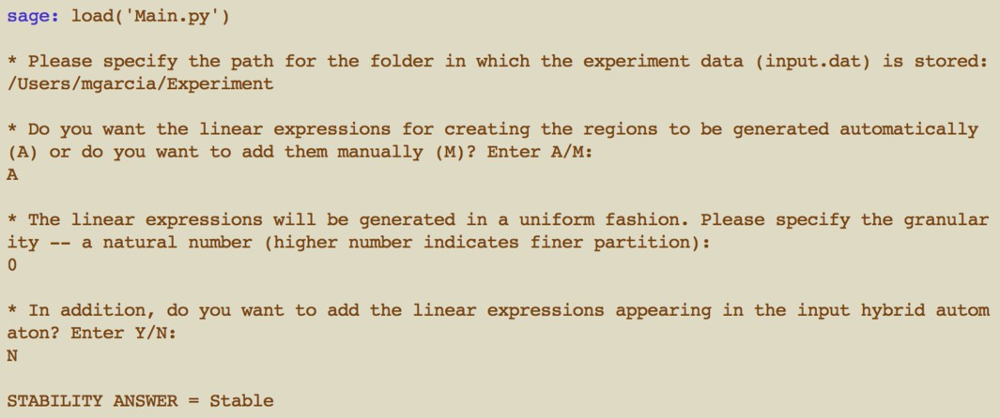 sage: load('Main.py')
* Please specify the path for the folder in which the experiment data (input.dat) is stored:
/Users/mgarcia/Experiment
* Do you want the linear expressions for creating the regions to be generated automatically
(A) or do you want to add them manually (M)? Enter A/M:
A
* The linear expressions will be generated in a uniform fashion. Please specify the granular
ity -- a natural number (higher number indicates finer partition):
0
* In addition, do you want to add the linear expressions appearing in the input hybrid autom
aton? Enter Y/N:
N
STABILITY ANSWER = Stable